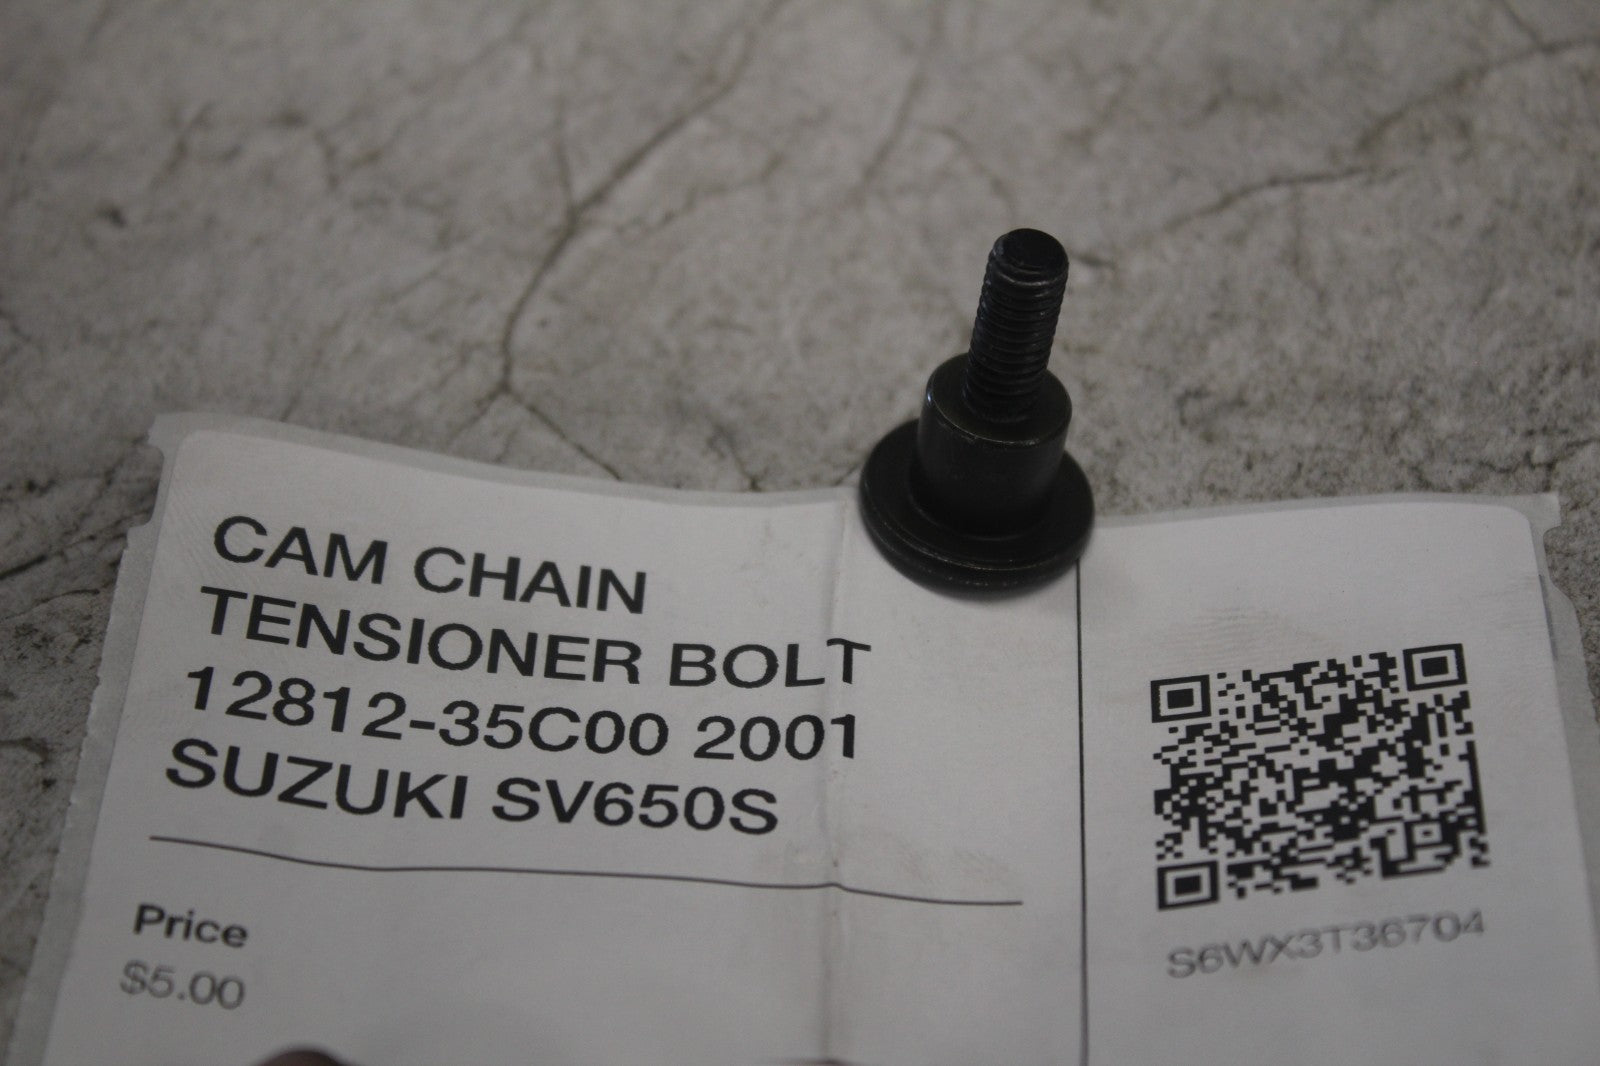 CAM CHAIN
TENSIONER BOLT
12812-35C00 2001
SUZUKI SV650S
Price
$5.00
S6WX3T36704